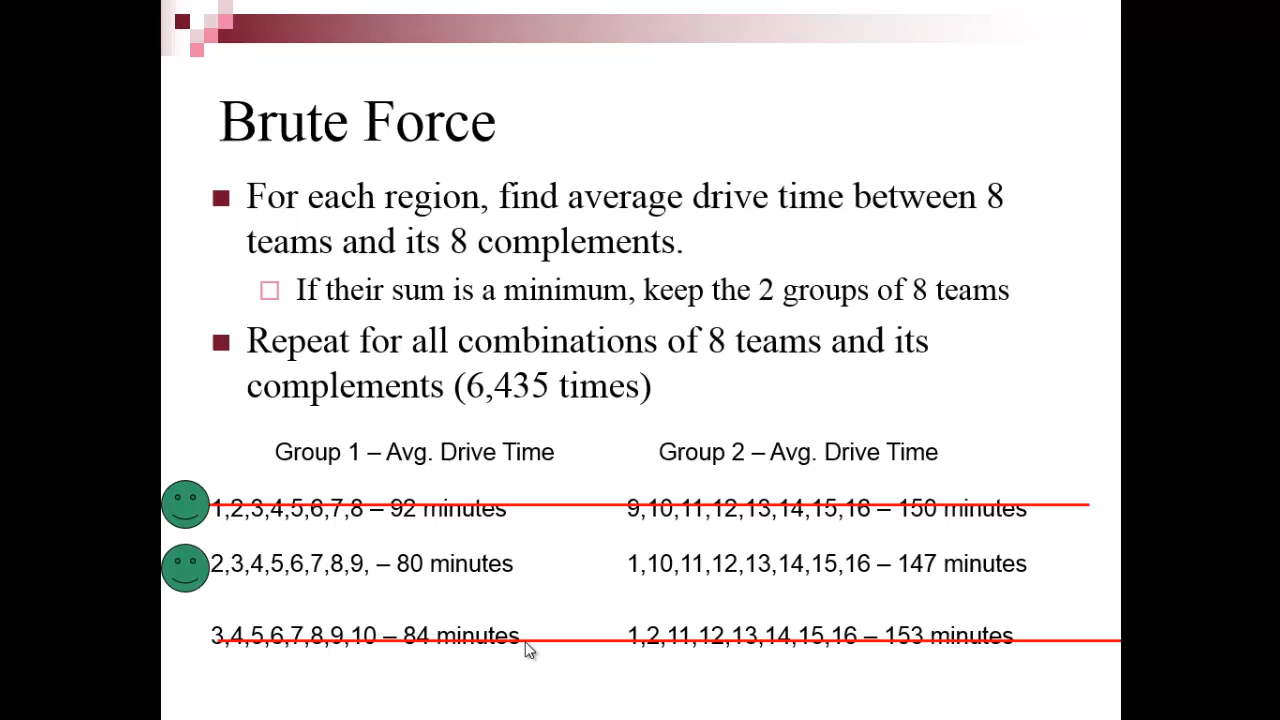 Brute Force
For each region, find average drive time between 8
teams and its 8 complements.
If their sum is a minimum, keep the 2 groups of 8 teams
Repeat for all combinations of 8 teams and its
complements (6,435 times)
Group 1 – Avg. Drive Time Group 2 – Avg. Drive Time
1,2,3,4,5,6,7,8 – 92 minutes 9,10,11,12,13,14,15,16 – 150 minutes
2,3,4,5,6,7,8,9, – 80 minutes 1,10,11,12,13,14,15,16 – 147 minutes
3,4,5,6,7,8,9,10 – 84 minutes 1,2,11,12,13,14,15,16 – 153 minutes